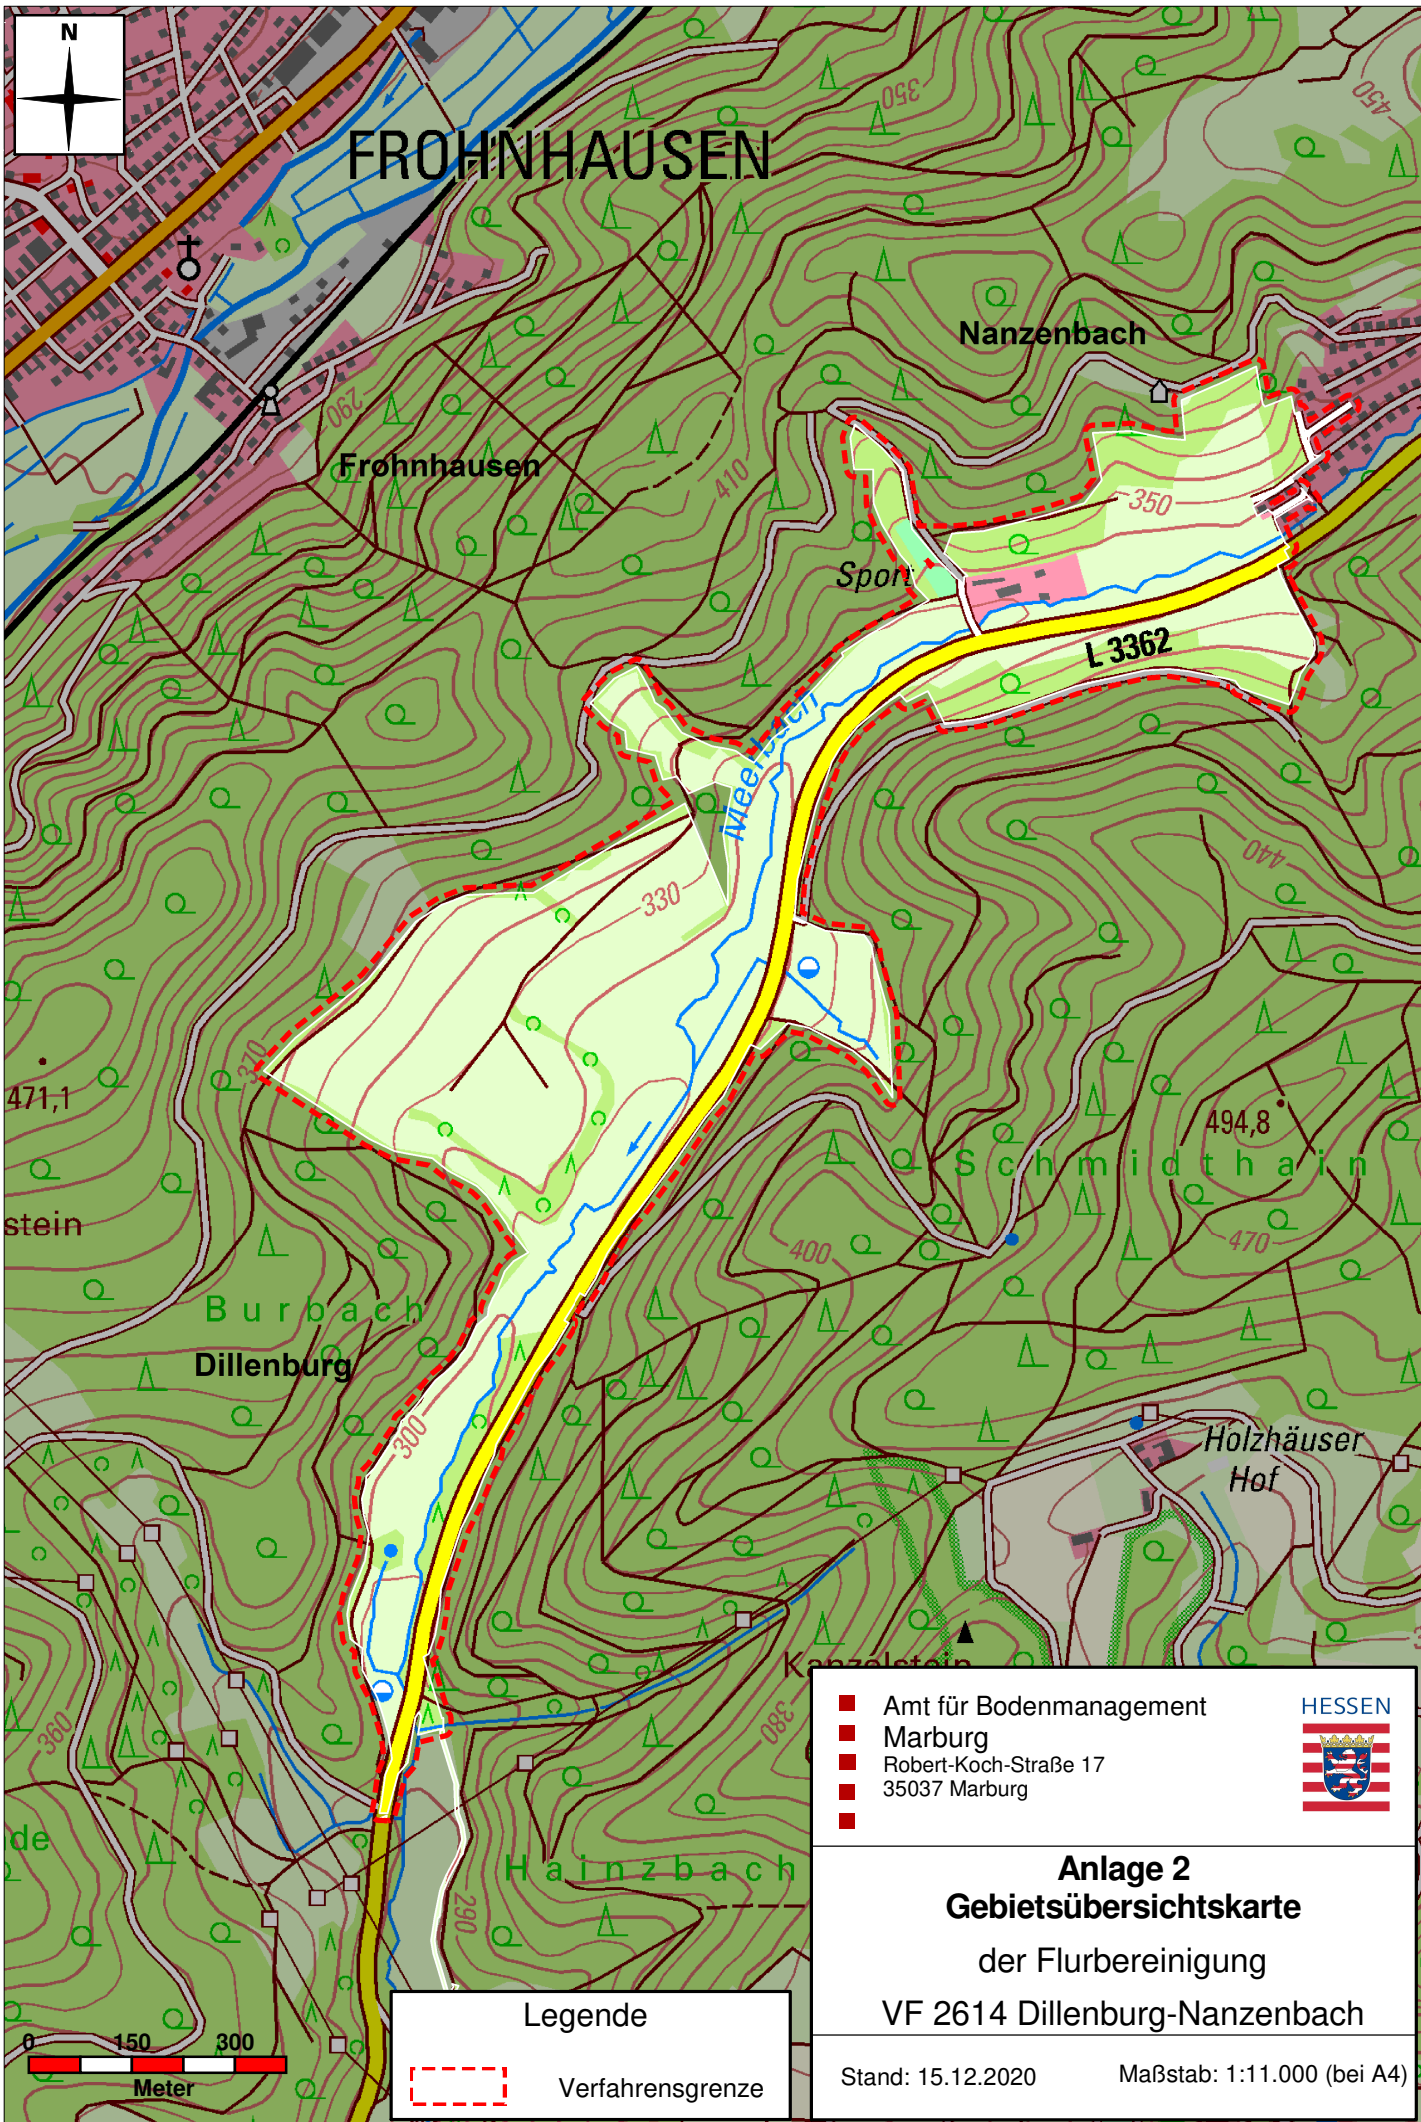 N
FROHNHAUSEN
350
450
Nanzenbach
290
Frohnhausen
410
350
Sport
L 3362
Meerbach
330
440
370
471,1
494,8
Schmidthain
stein
400
470
Burbach
Dillenburg
300
Holzhäuser
Hof
Kanzelstein
360
380
de
Hainzbach
290
0 150 300
Meter
Legende
Verfahrensgrenze
Amt für Bodenmanagement
Marburg
Robert-Koch-Straße 17
35037 Marburg
HESSEN
Anlage 2
Gebietsübersichtskarte
der Flurbereinigung
VF 2614 Dillenburg-Nanzenbach
Stand: 15.12.2020 Maßstab: 1:11.000 (bei A4)